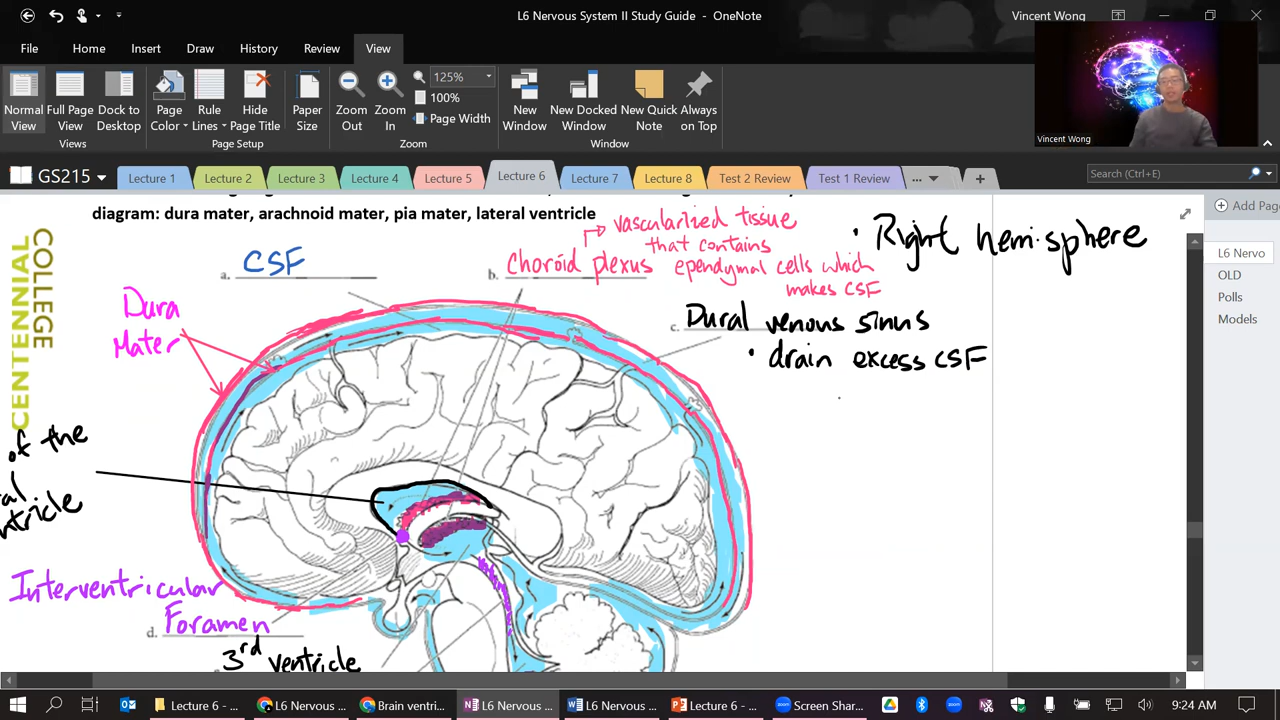 L6 Nervous System II Study Guide - OneNote
Vincent Wong
File Home Insert Draw History Review View
Normal View
Full Page View
Dock to Desktop
Views
Page Color
Rule Lines
Hide Page Title
Paper Size
Page Setup
Zoom Out
Zoom In
125%
100%
Page Width
Zoom
New Window
New Docked Window
New Quick Note
Always on Top
Window
Vincent Wong
GS215
Lecture 1 Lecture 2 Lecture 3 Lecture 4 Lecture 5 Lecture 6 Lecture 7 Lecture 8 Test 2 Review Test 1 Review ...
Search (Ctrl+E)
Add Page
L6 Nervo
OLD
Polls
Models
CENTENNIAL
COLLEGE
diagram: dura mater, arachnoid mater, pia mater, lateral ventricle
a. CSF
b. Choroid plexus
vascularized tissue
that contains
ependymal cells which
makes CSF
• Right hemisphere
Dura
Mater
c. Dural venous sinus
• drain excess CSF
of the
Interventricular
d. Foramen
3rd ventricle
Lecture 6 - ...
L6 Nervous ...
Brain ventri...
L6 Nervous ...
L6 Nervous ...
Lecture 6 - ...
Screen Shar...
9:24 AM